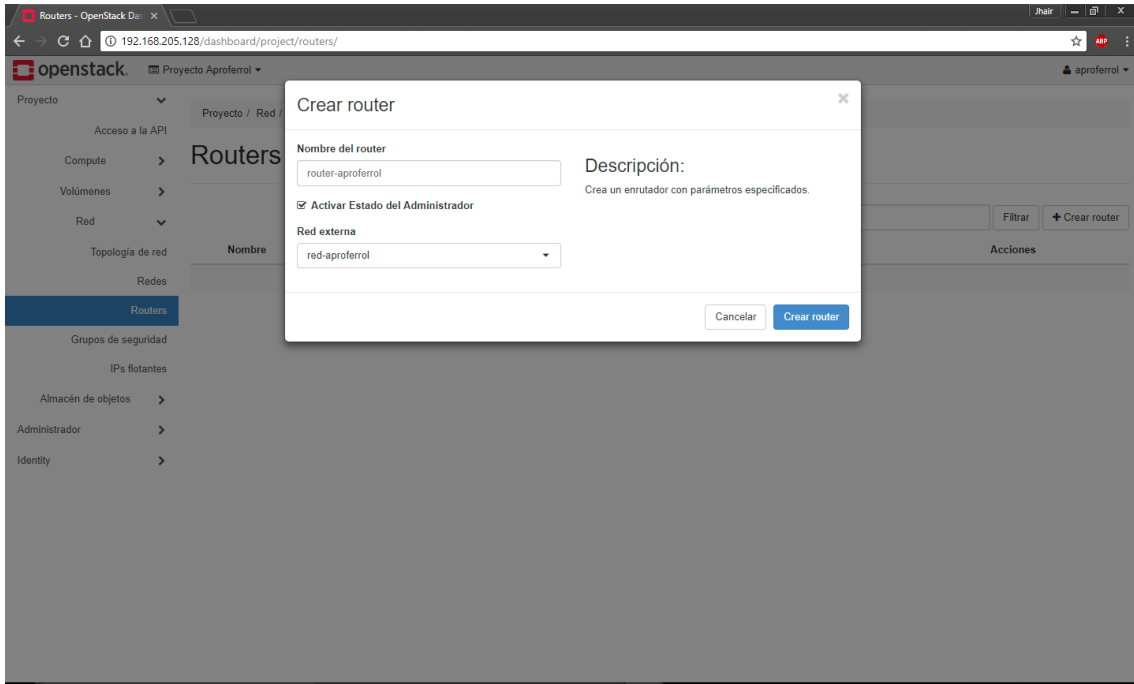 Routers - OpenStack Das
Jhair
192.168.205.128/dashboard/project/routers/
ABP
openstack.
Proyecto Aproferrol
aproferrol
Proyecto
Acceso a la API
Compute
Volúmenes
Red
Topología de red
Redes
Routers
Grupos de seguridad
IPs flotantes
Almacén de objetos
Administrador
Identity
Proyecto / Red /
Routers
Filtrar
+ Crear router
Nombre
Acciones
Crear router
Nombre del router
router-aproferrol
Activar Estado del Administrador
Red externa
red-aproferrol
Descripción:
Crea un enrutador con parámetros especificados.
Cancelar
Crear router